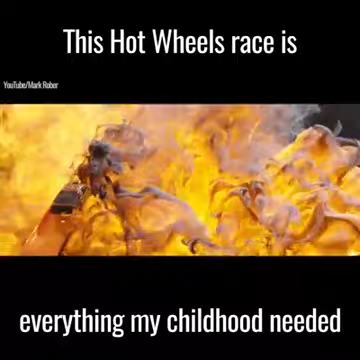 This Hot Wheels race is
YouTube/Mark Rober
everything my childhood needed